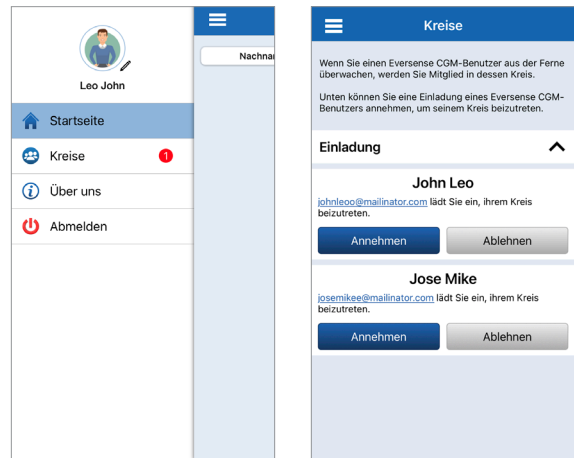 Leo John
Startseite
Kreise
1
Über uns
Abmelden
Kreise
Wenn Sie einen Eversense CGM-Benutzer aus der Ferne
überwachen, werden Sie Mitglied in dessen Kreis.
Unten können Sie eine Einladung eines Eversense CGM-
Benutzers annehmen, um seinem Kreis beizutreten.
Einladung
John Leo
johnleoo@mailinator.com lädt Sie ein, ihrem Kreis
beizutreten.
Annehmen
Ablehnen
Jose Mike
josemikee@mailinator.com lädt Sie ein, ihrem Kreis
beizutreten.
Annehmen
Ablehnen